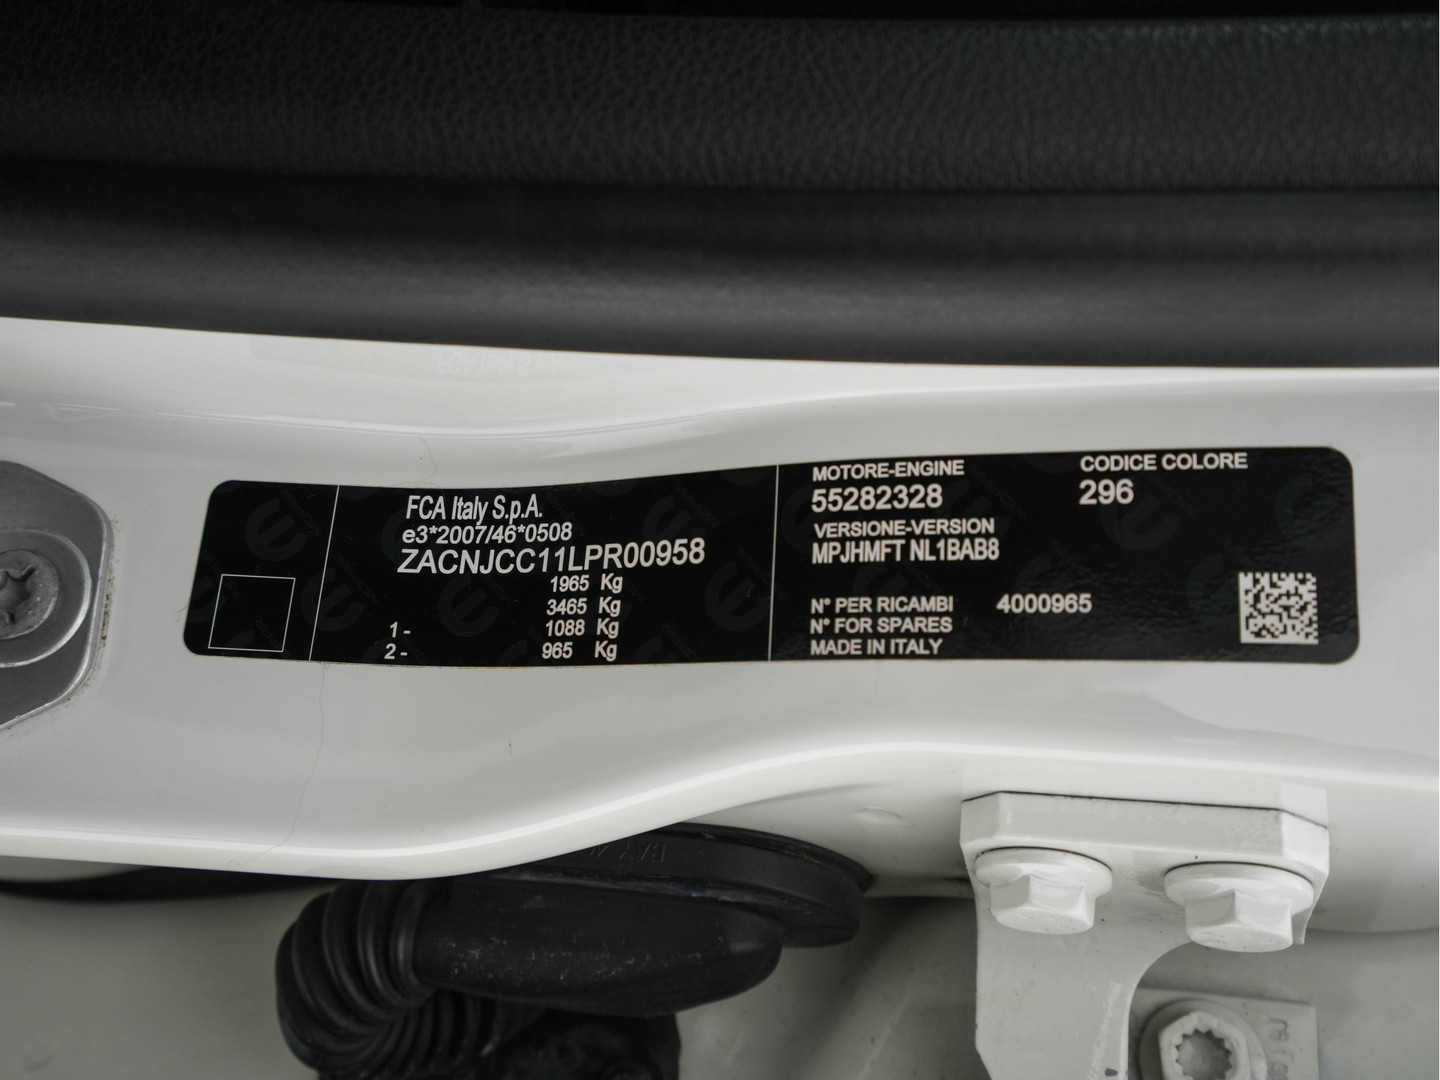 FCA Italy S.p.A.
e3*2007/46*0508
ZACNJCC11LPR00958
1965 Kg
3465 Kg
1- 1088 Kg
2- 965 Kg
MOTORE-ENGINE
55282328
VERSIONE-VERSION
MPJHMFT NL1BAB8
N° PER RICAMBI 4000965
N° FOR SPARES
MADE IN ITALY
CODICE COLORE
296